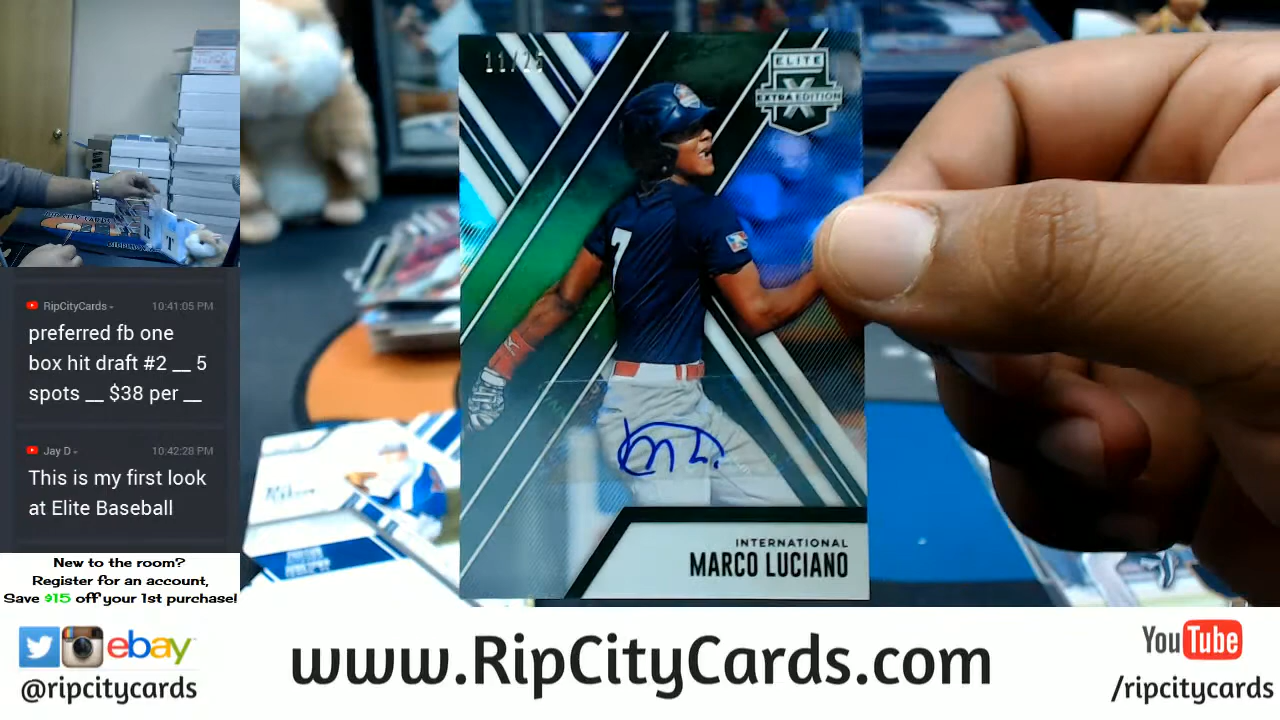 RipCityCards
10:41:05 PM
preferred fb one
box hit draft #2 __ 5
spots __ $38 per __
Jay D
10:42:28 PM
This is my first look
at Elite Baseball
New to the room?
Register for an account,
Save $15 off your 1st purchase!
11/25
ELITE
X
EXTRA EDITION
7
INTERNATIONAL
MARCO LUCIANO
ebay
@ripcitycards
www.RipCityCards.com
YouTube
/ripcitycards